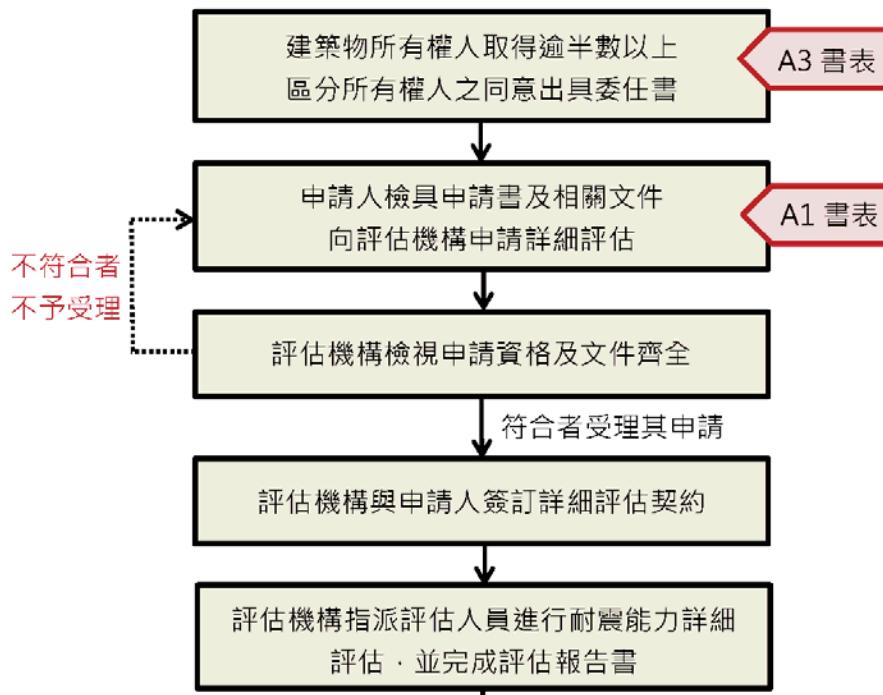 建築物所有權人取得逾半數以上
區分所有權人之同意出具委任書
A3 書表
申請人檢具申請書及相關文件
向評估機構申請詳細評估
A1 書表
不符合者
不予受理
評估機構檢視申請資格及文件齊全
符合者受理其申請
評估機構與申請人簽訂詳細評估契約
評估機構指派評估人員進行耐震能力詳細
評估，並完成評估報告書